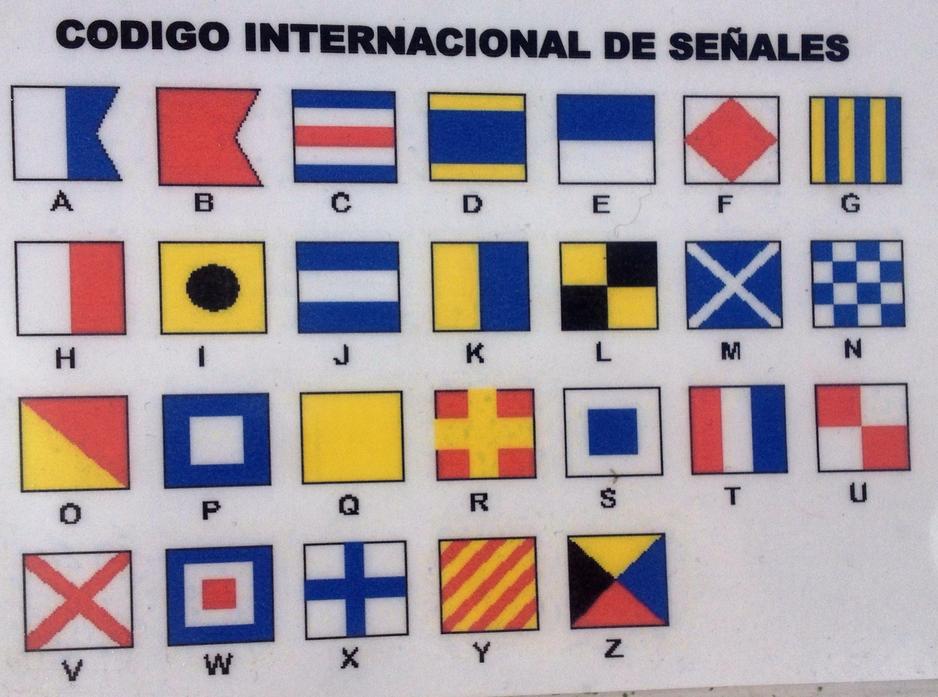 CODIGO INTERNACIONAL DE SEÑALES
A B C D E F G
H I J K L M N
O P Q R S T U
V W X Y Z